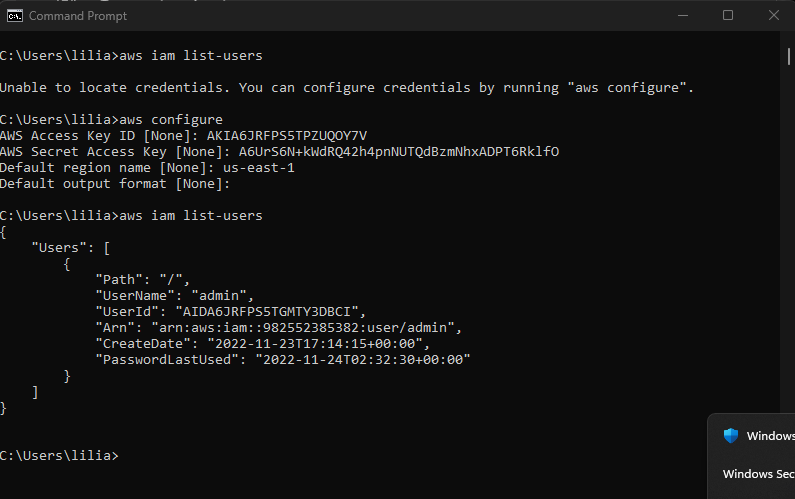 Command Prompt
C:\Users\lilia>aws iam list-users
Unable to locate credentials. You can configure credentials by running "aws configure".
C:\Users\lilia>aws configure
AWS Access Key ID [None]: AKIA6JRFPS5TPZUQOY7V
AWS Secret Access Key [None]: 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
Default region name [None]: us-east-1
Default output format [None]:
C:\Users\lilia>aws iam list-users
{
    "Users": [
        {
            "Path": "/",
            "UserName": "admin",
            "UserId": "AIDA6JRFPS5TGMTY3DBCI",
            "Arn": "arn:aws:iam::982552385382:user/admin",
            "CreateDate": "2022-11-23T17:14:15+00:00",
            "PasswordLastUsed": "2022-11-24T02:32:30+00:00"
        }
    ]
}
Windows
C:\Users\lilia>
Windows Sec